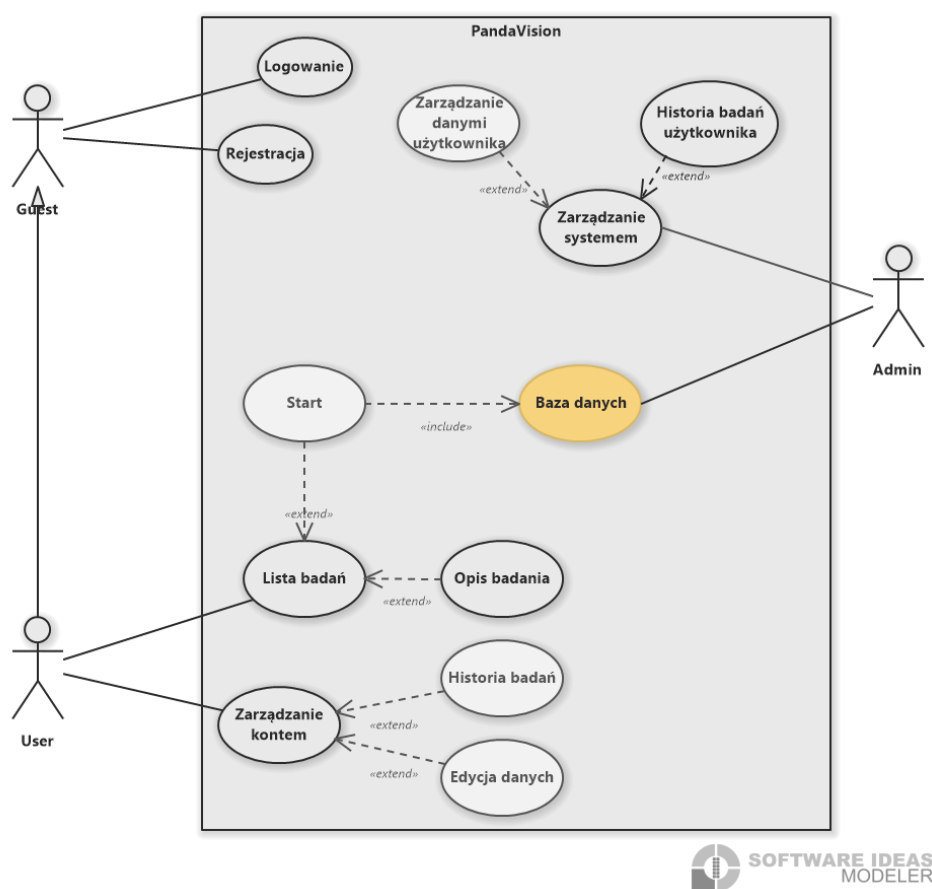 PandaVision
Logowanie
Rejestracja
Guest
Zarządzanie
danymi
użytkownika
Historia badań
użytkownika
«extend»
«extend»
Zarządzanie
systemem
Admin
Start
«include»
Baza danych
«extend»
Lista badań
«extend»
Opis badania
User
Zarządzanie
kontem
Historia badań
«extend»
«extend»
Edycja danych
SOFTWARE IDEAS
MODELER